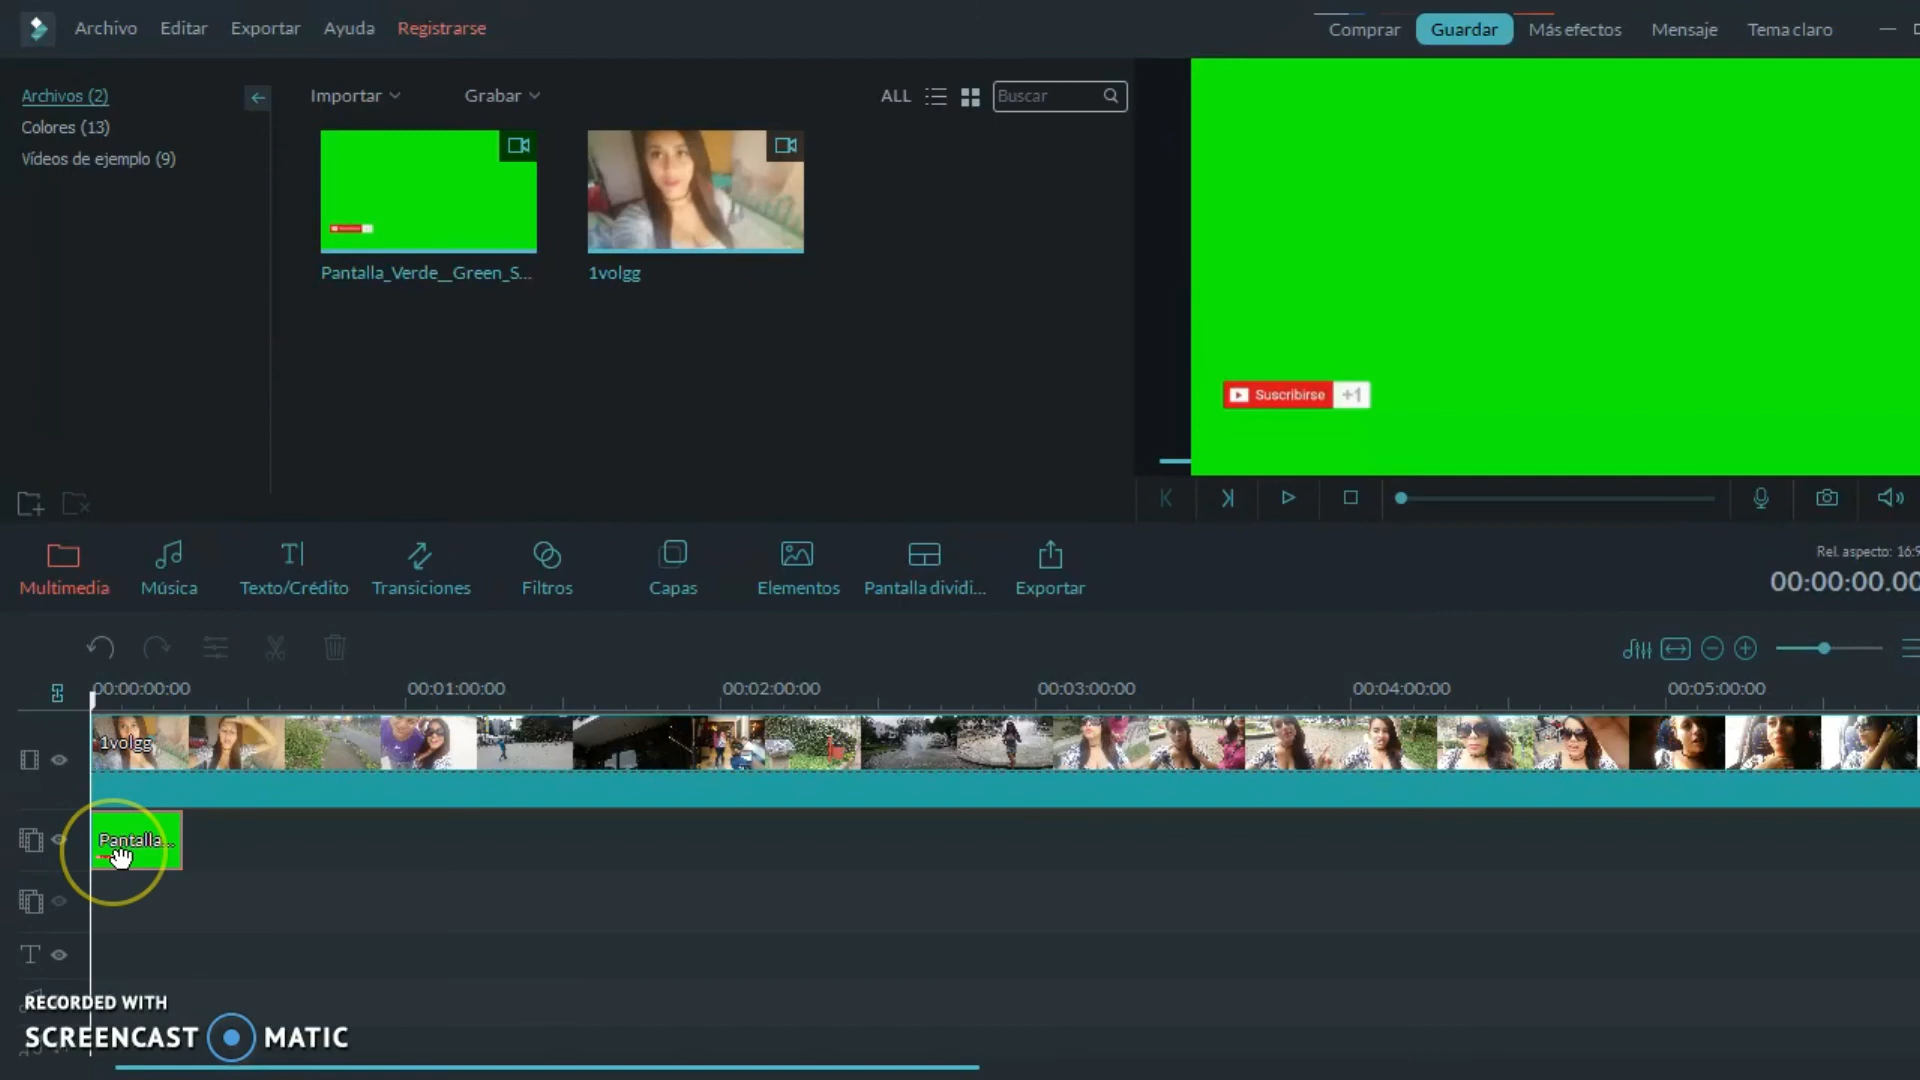 Archivo Editar Exportar Ayuda Registrarse
Comprar Guardar Más efectos Mensaje Tema claro
Archivos (2)
Colores (13)
Vídeos de ejemplo (9)
Importar Grabar ALL Buscar
Pantalla_Verde__Green_S...
1volgg
Suscribirse +1
Multimedia Música Texto/Crédito Transiciones Filtros Capas Elementos Pantalla dividi... Exportar
Rel. aspecto: 16:9
00:00:00.00
00:00:00:00 00:01:00:00 00:02:00:00 00:03:00:00 00:04:00:00 00:05:00:00
1volgg
Pantalla...
RECORDED WITH
SCREENCAST MATIC